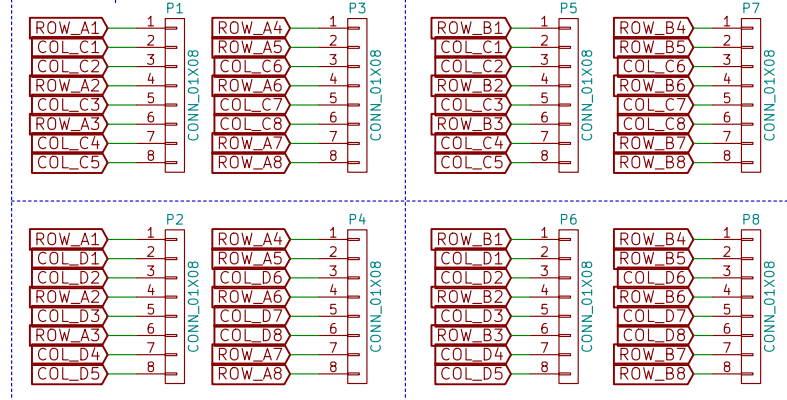 P1
ROW_A1 1
COL_C1 2
COL_C2 3
ROW_A2 4
COL_C3 5
ROW_A3 6
COL_C4 7
COL_C5 8
CONN_01X08
P3
ROW_A4 1
ROW_A5 2
COL_C6 3
ROW_A6 4
COL_C7 5
COL_C8 6
ROW_A7 7
ROW_A8 8
CONN_01X08
P5
ROW_B1 1
COL_C1 2
COL_C2 3
ROW_B2 4
COL_C3 5
ROW_B3 6
COL_C4 7
COL_C5 8
CONN_01X08
P7
ROW_B4 1
ROW_B5 2
COL_C6 3
ROW_B6 4
COL_C7 5
COL_C8 6
ROW_B7 7
ROW_B8 8
CONN_01X08
P2
ROW_A1 1
COL_D1 2
COL_D2 3
ROW_A2 4
COL_D3 5
ROW_A3 6
COL_D4 7
COL_D5 8
CONN_01X08
P4
ROW_A4 1
ROW_A5 2
COL_D6 3
ROW_A6 4
COL_D7 5
COL_D8 6
ROW_A7 7
ROW_A8 8
CONN_01X08
P6
ROW_B1 1
COL_D1 2
COL_D2 3
ROW_B2 4
COL_D3 5
ROW_B3 6
COL_D4 7
COL_D5 8
CONN_01X08
P8
ROW_B4 1
ROW_B5 2
COL_D6 3
ROW_B6 4
COL_D7 5
COL_D8 6
ROW_B7 7
ROW_B8 8
CONN_01X08